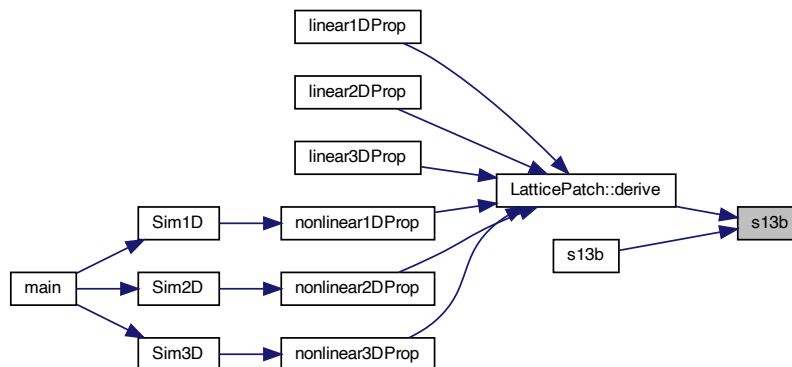 linear1DProp
linear2DProp
linear3DProp
LatticePatch::derive
Sim1D
nonlinear1DProp
s13b
s13b
main
Sim2D
nonlinear2DProp
Sim3D
nonlinear3DProp